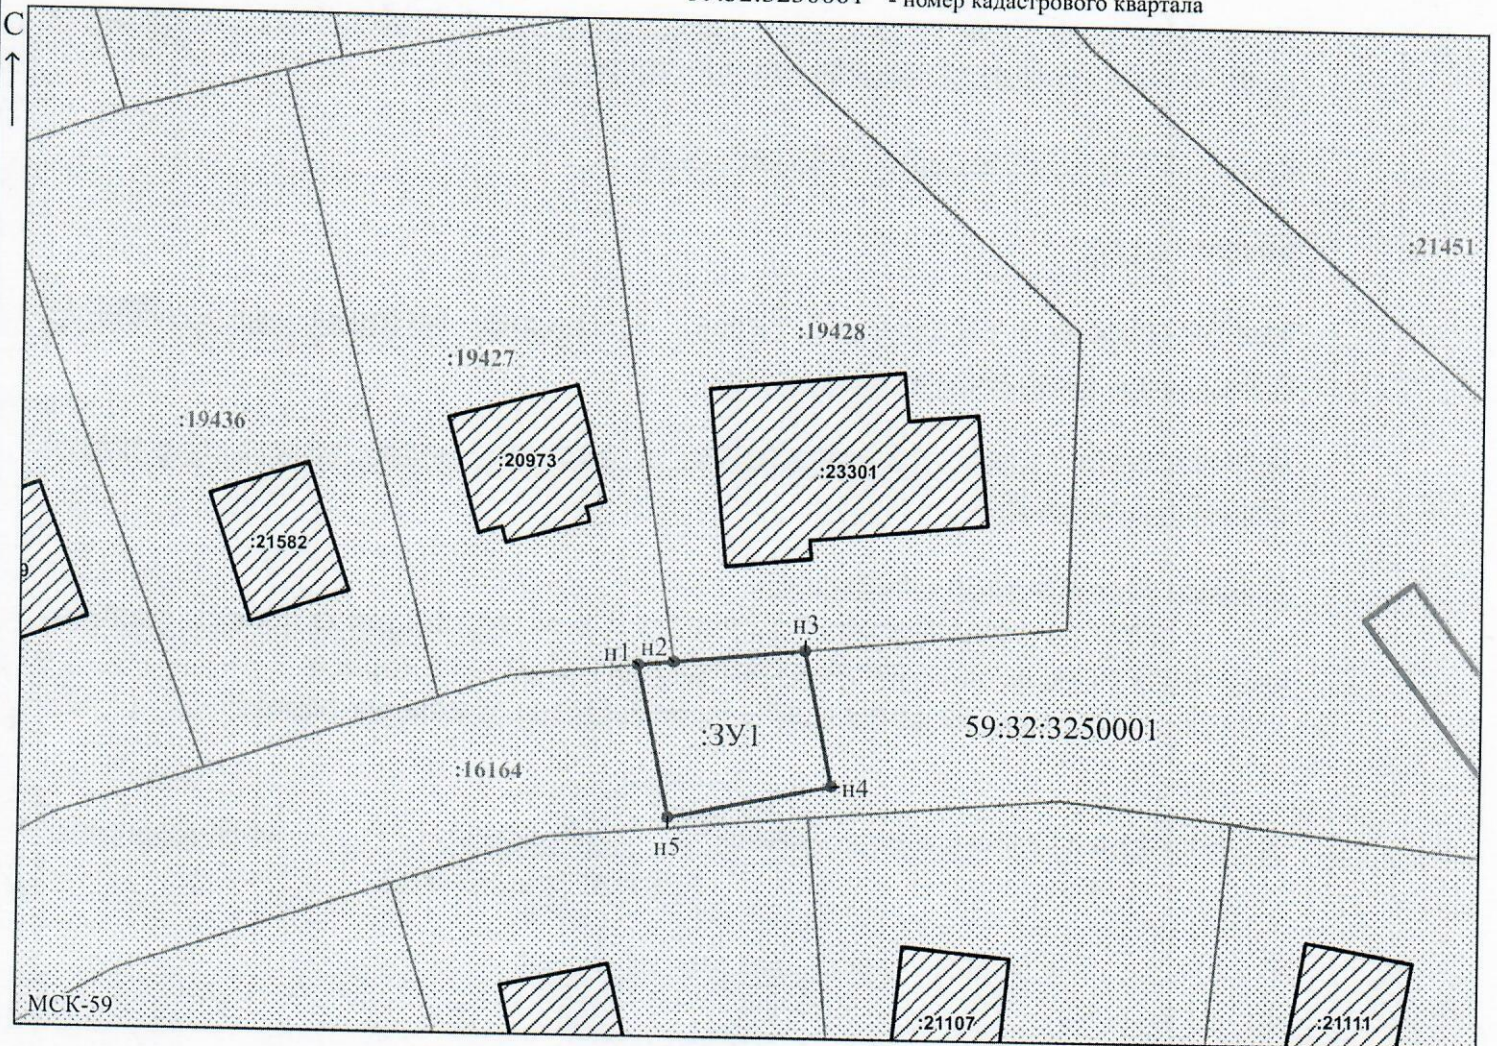 - номер кадастрового квартала
С
:21451
:19428
:19427
:19436
:20973
:23301
:21582
9
н3
н1 н2
:ЗУ1
59:32:3250001
:16164
н4
н5
МСК-59
:21107
:21111